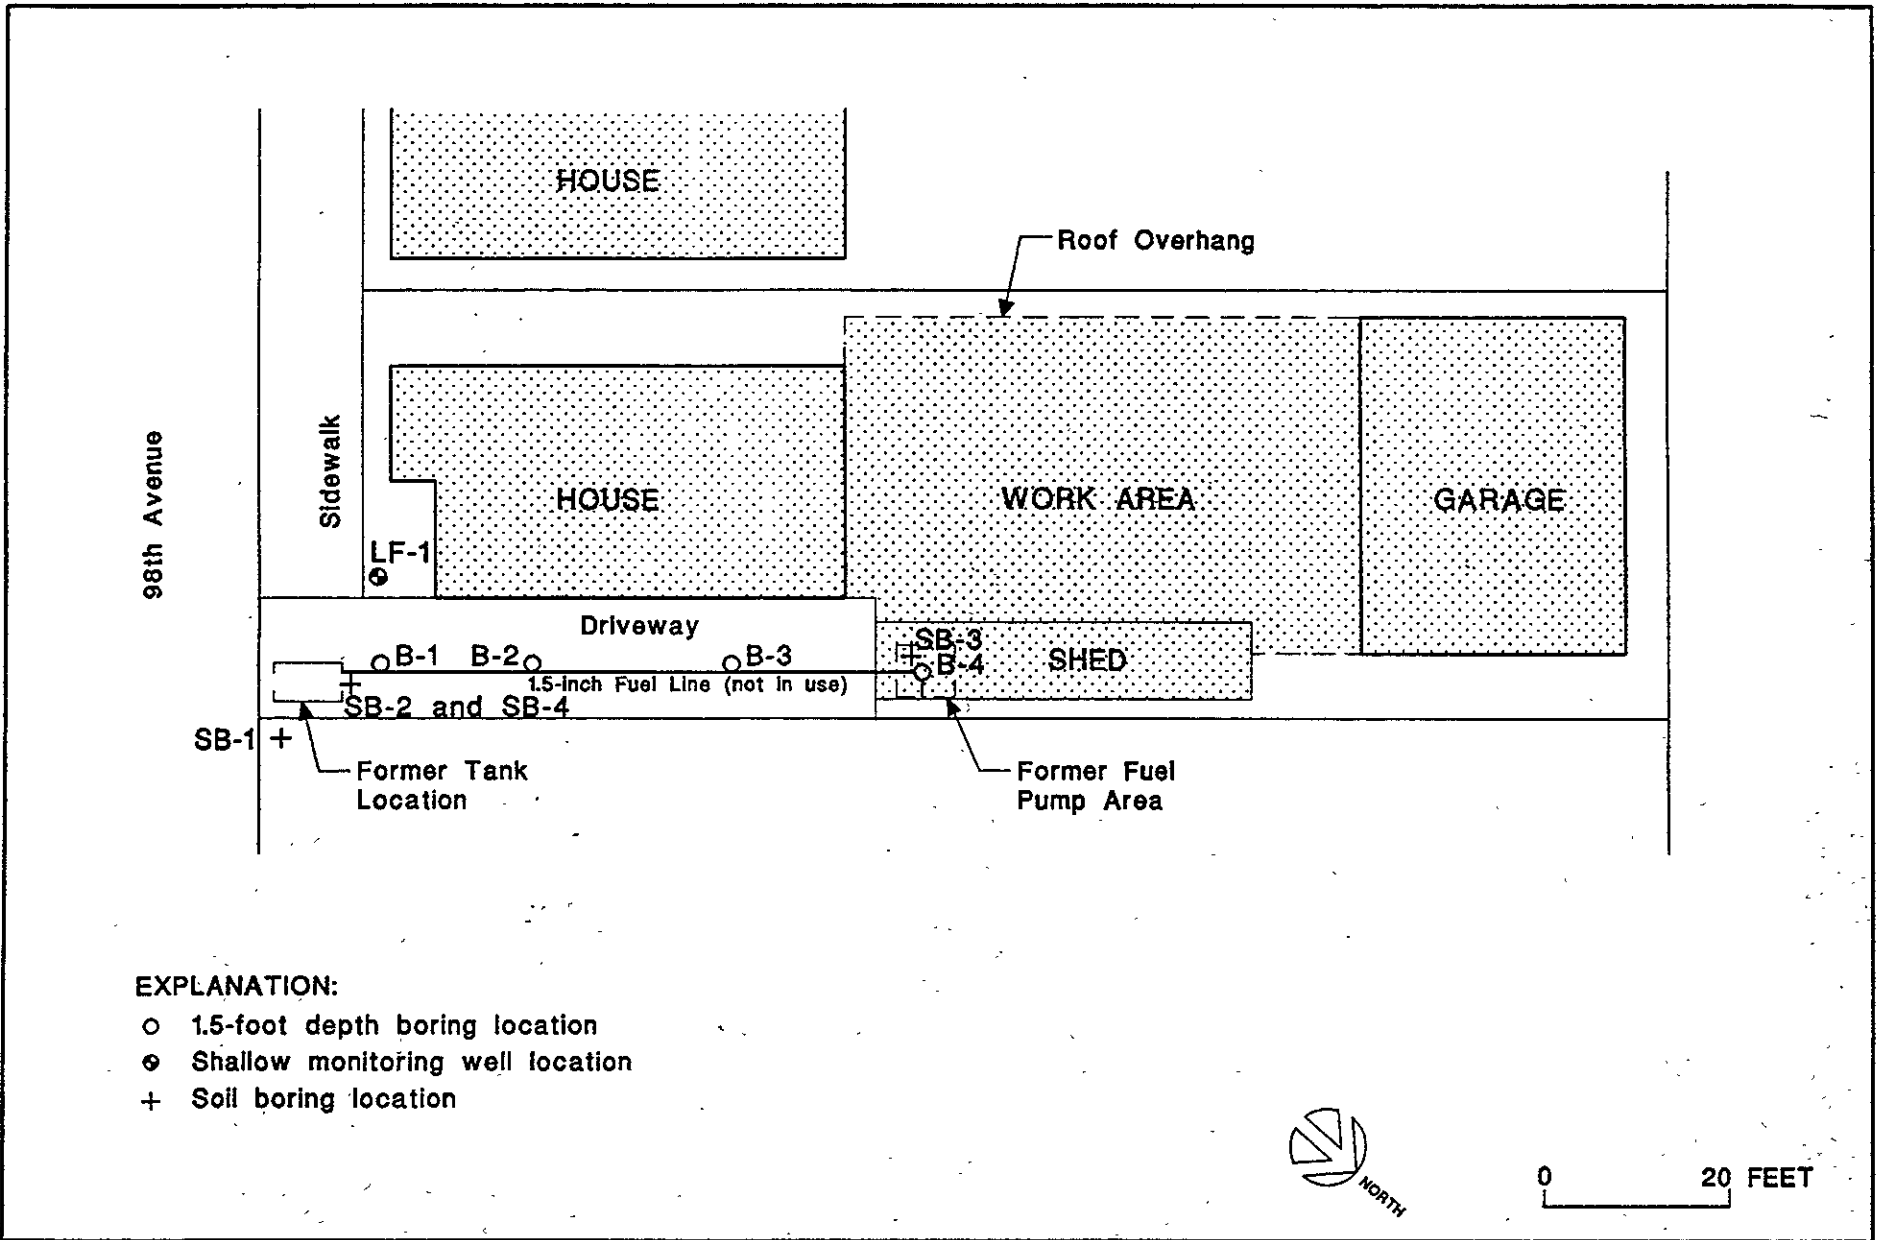 HOUSE
Roof Overhang
98th Avenue
Sidewalk
HOUSE
WORK AREA
GARAGE
LF-1
Driveway
B-1
B-2
B-3
SB-3
B-4
SHED
1.5-inch Fuel Line (not in use)
SB-2 and SB-4
SB-1
Former Tank
Location
Former Fuel
Pump Area
EXPLANATION:
1.5-foot depth boring location
Shallow monitoring well location
Soil boring location
NORTH
0 20 FEET